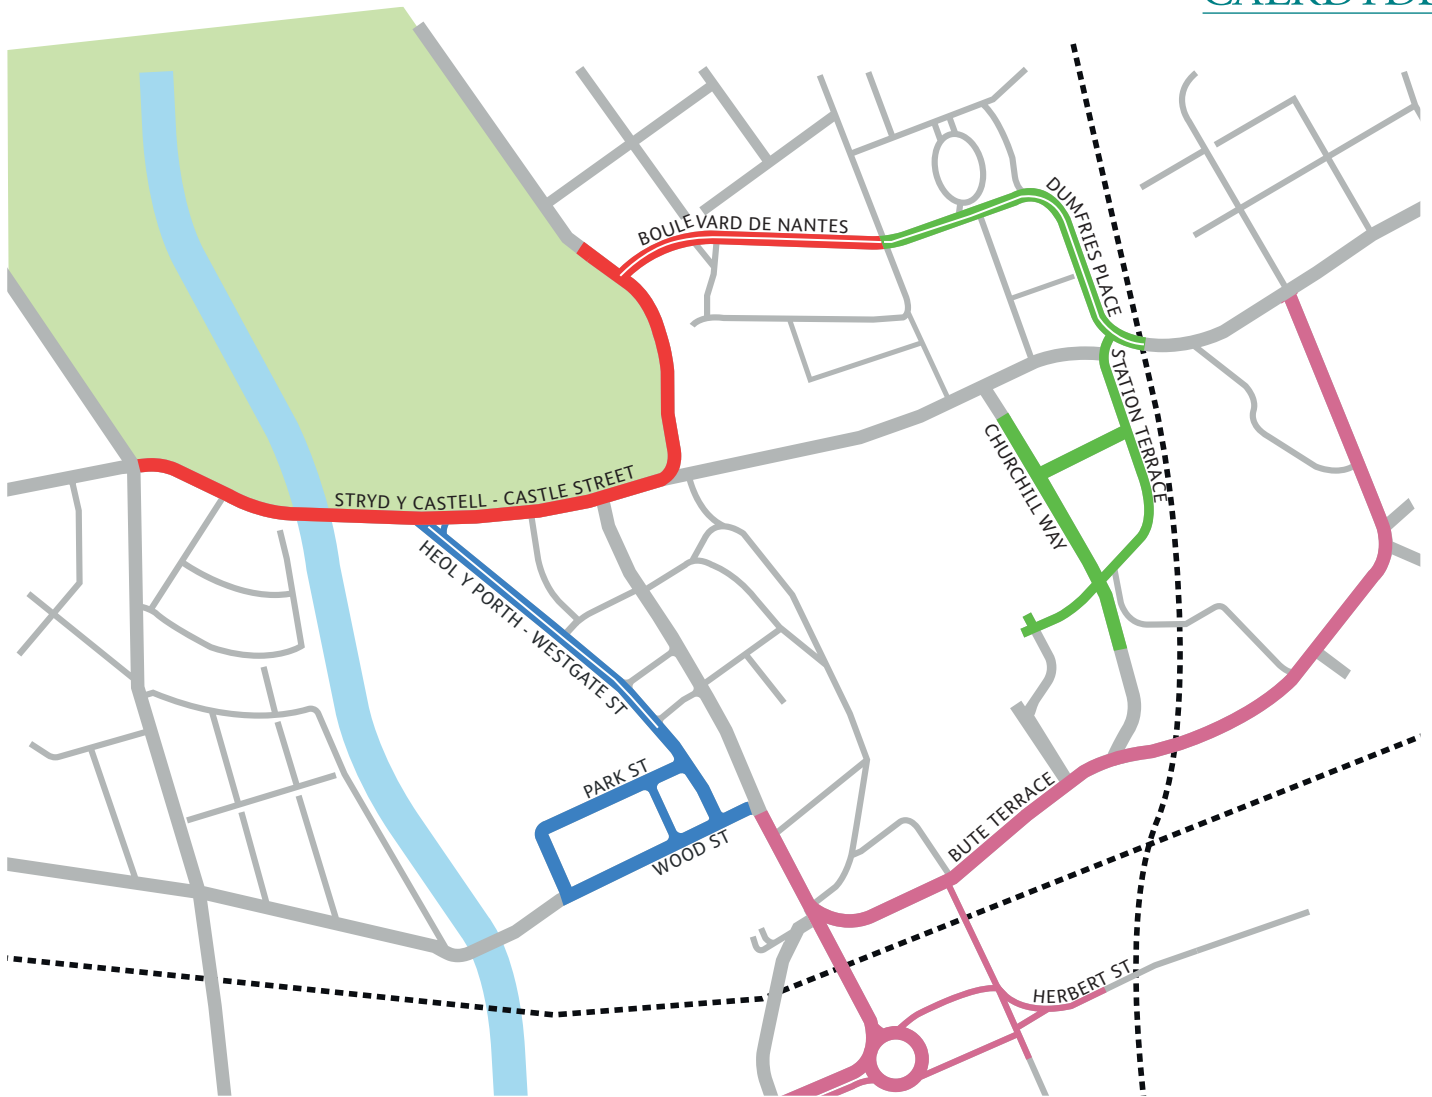 BOULEVARD DE NANTES
DUMFRIES PLACE
STATION TERRACE
CHURCHILL WAY
STRYD Y CASTELL - CASTLE STREET
HEOL Y PORTH - WESTGATE ST
PARK ST
WOOD ST
BUTE TERRACE
HERBERT ST